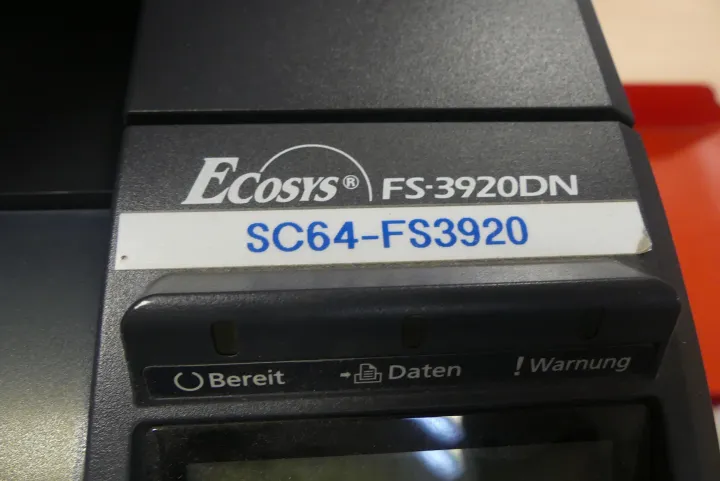 ECOSYS® FS-3920DN
SC64-FS3920
Bereit Daten ! Warnung